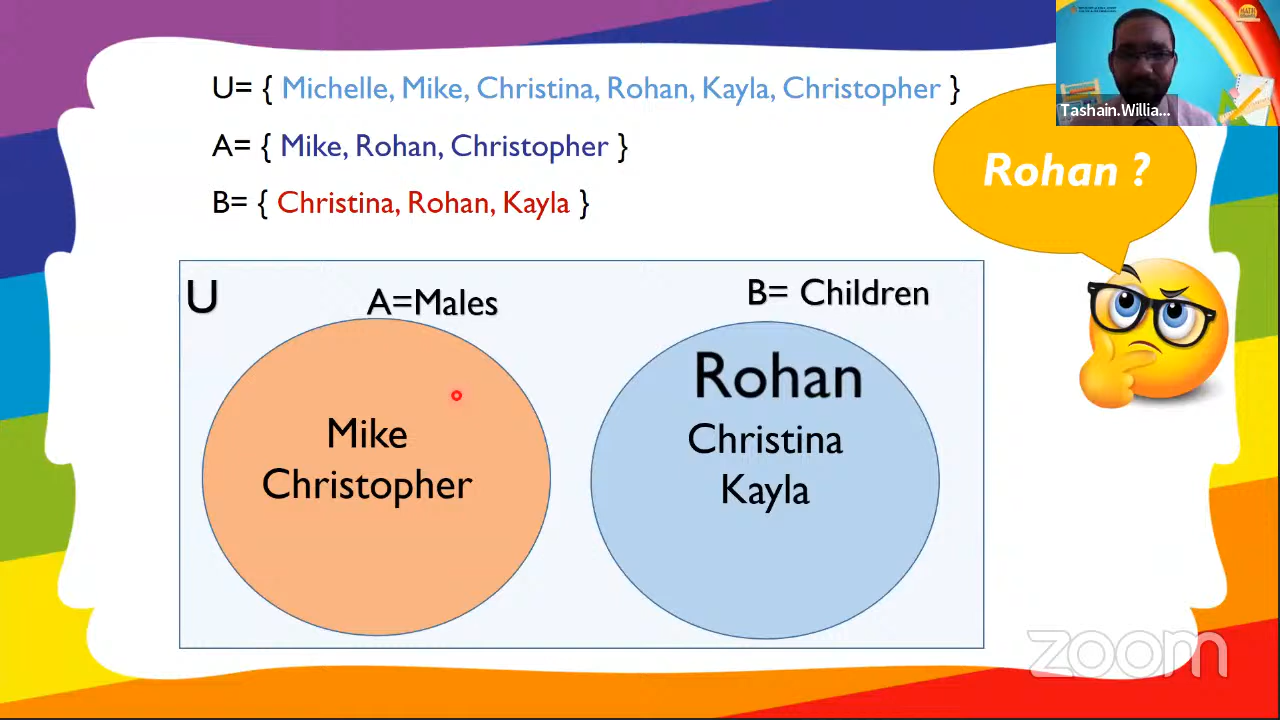 U= { Michelle, Mike, Christina, Rohan, Kayla, Christopher }
A= { Mike, Rohan, Christopher }
B= { Christina, Rohan, Kayla }
Tashain.Willia...
Rohan ?
U
A=Males
B= Children
Mike
Christopher
Rohan
Christina
Kayla
zoom